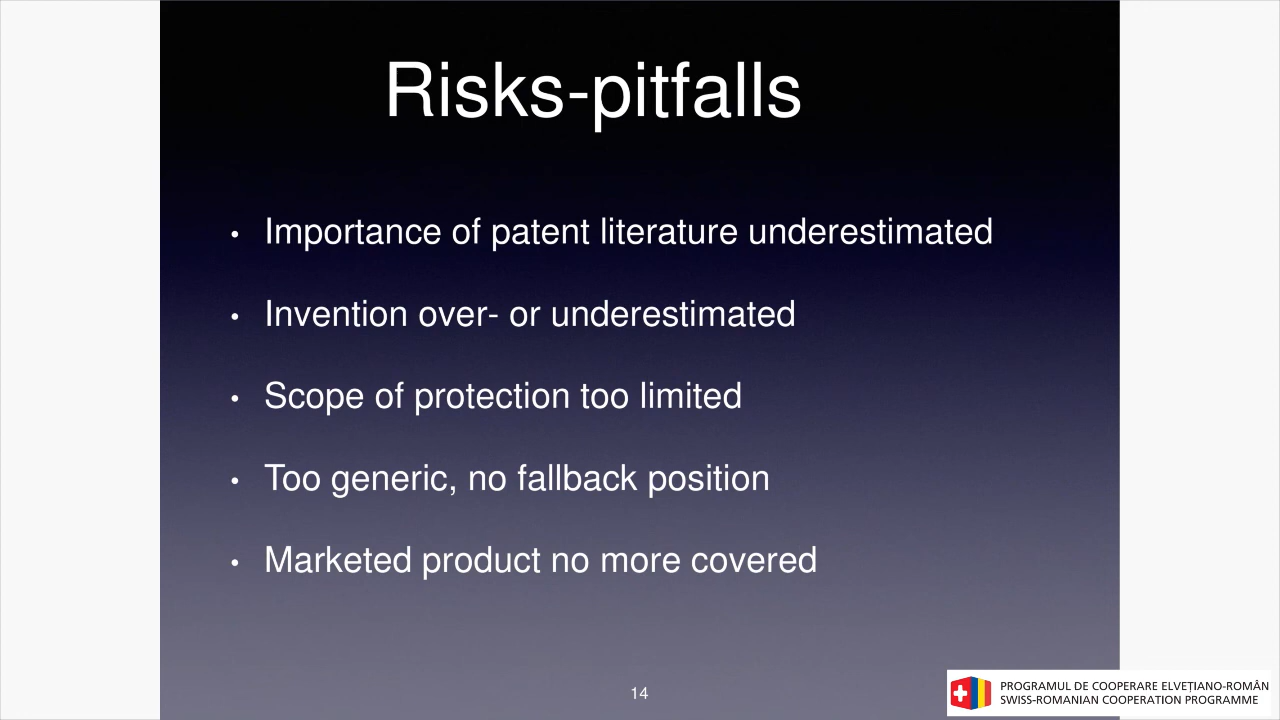 Risks-pitfalls
• Importance of patent literature underestimated
• Invention over- or underestimated
• Scope of protection too limited
• Too generic, no fallback position
• Marketed product no more covered
14
PROGRAMUL DE COOPERARE ELVEȚIANO-ROMÂN
SWISS-ROMANIAN COOPERATION PROGRAMME